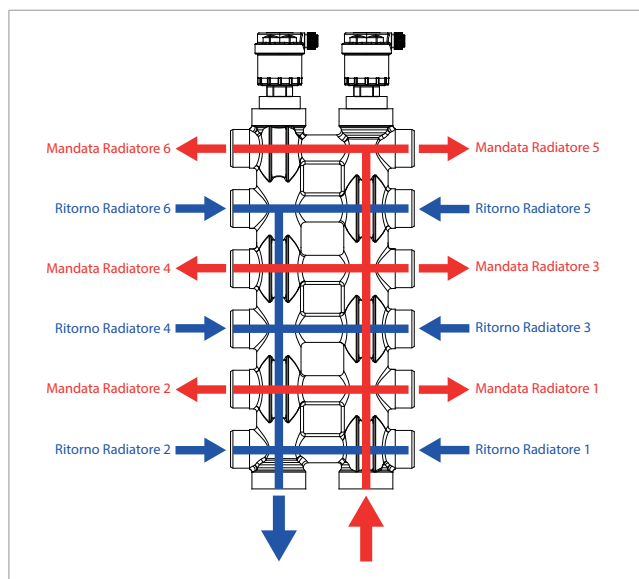 Mandata Radiatore 6
Mandata Radiatore 5
Ritorno Radiatore 6
Ritorno Radiatore 5
Mandata Radiatore 4
Mandata Radiatore 3
Ritorno Radiatore 4
Ritorno Radiatore 3
Mandata Radiatore 2
Mandata Radiatore 1
Ritorno Radiatore 2
Ritorno Radiatore 1